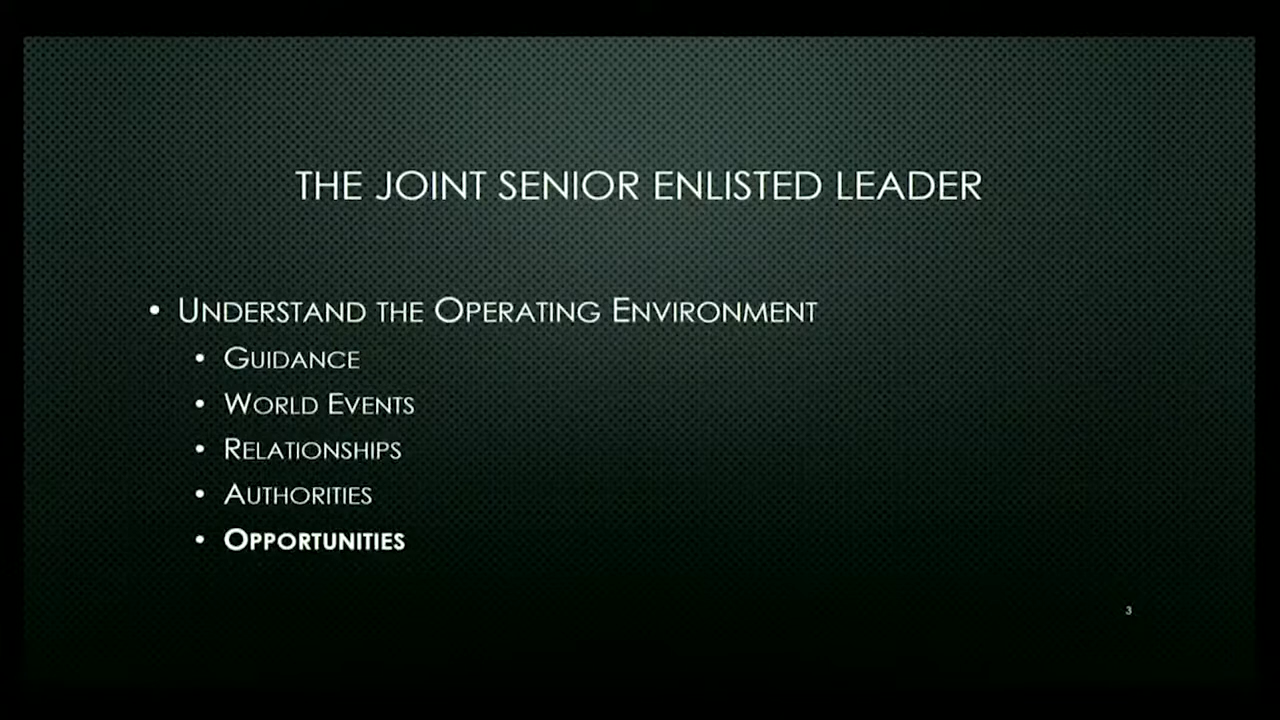 THE JOINT SENIOR ENLISTED LEADER
• UNDERSTAND THE OPERATING ENVIRONMENT
• GUIDANCE
• WORLD EVENTS
• RELATIONSHIPS
• AUTHORITIES
• OPPORTUNITIES
3